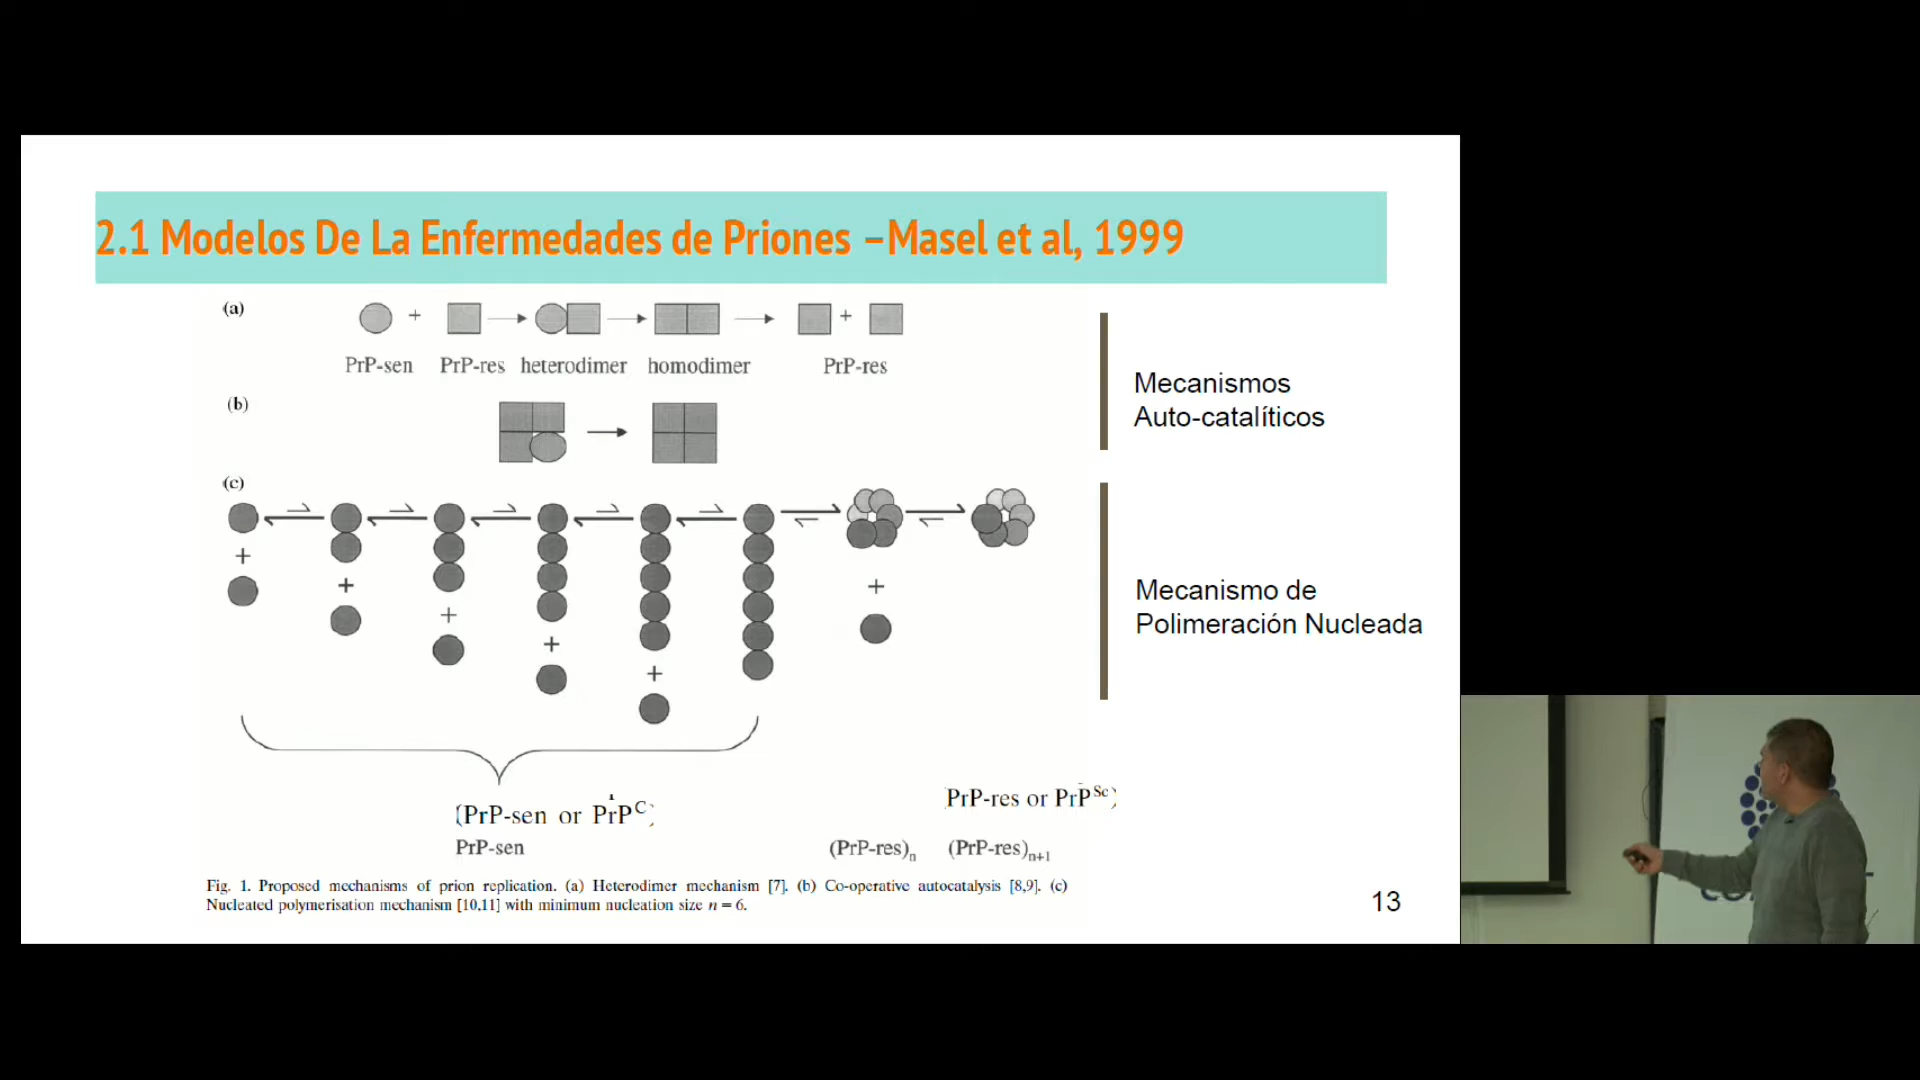 2.1 Modelos De La Enfermedades de Priones –Masel et al, 1999
(a)
+
+
PrP-sen PrP-res heterodimer homodimer PrP-res
Mecanismos
Auto-catalíticos
(b)
(c)
+
+
+
+
+
+
Mecanismo de
Polimeración Nucleada
(PrP-sen or PrP^C)
PrP-res or PrP^Sc)
PrP-sen
(PrP-res)n (PrP-res)n+1
Fig. 1. Proposed mechanisms of prion replication. (a) Heterodimer mechanism [7]. (b) Co-operative autocatalysis [8,9]. (c)
Nucleated polymerisation mechanism [10,11] with minimum nucleation size n = 6.
13